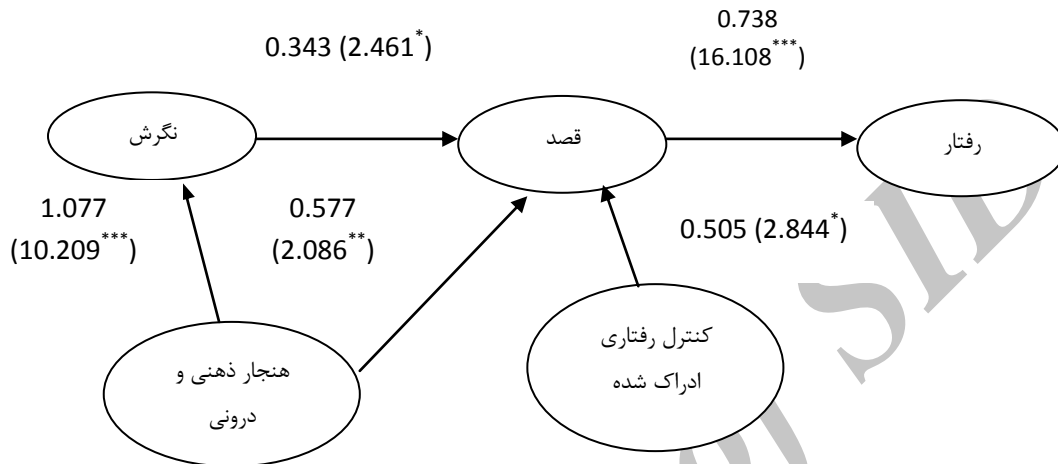 0.738
0.343 (2.461*)
(16.108***)
نگرش
قصد
رفتار
1.077
0.577
(10.209***)
(2.086**)
0.505 (2.844*)
هنجار ذهنی و
درونی
کنترل رفتاری
ادراک شده
SID